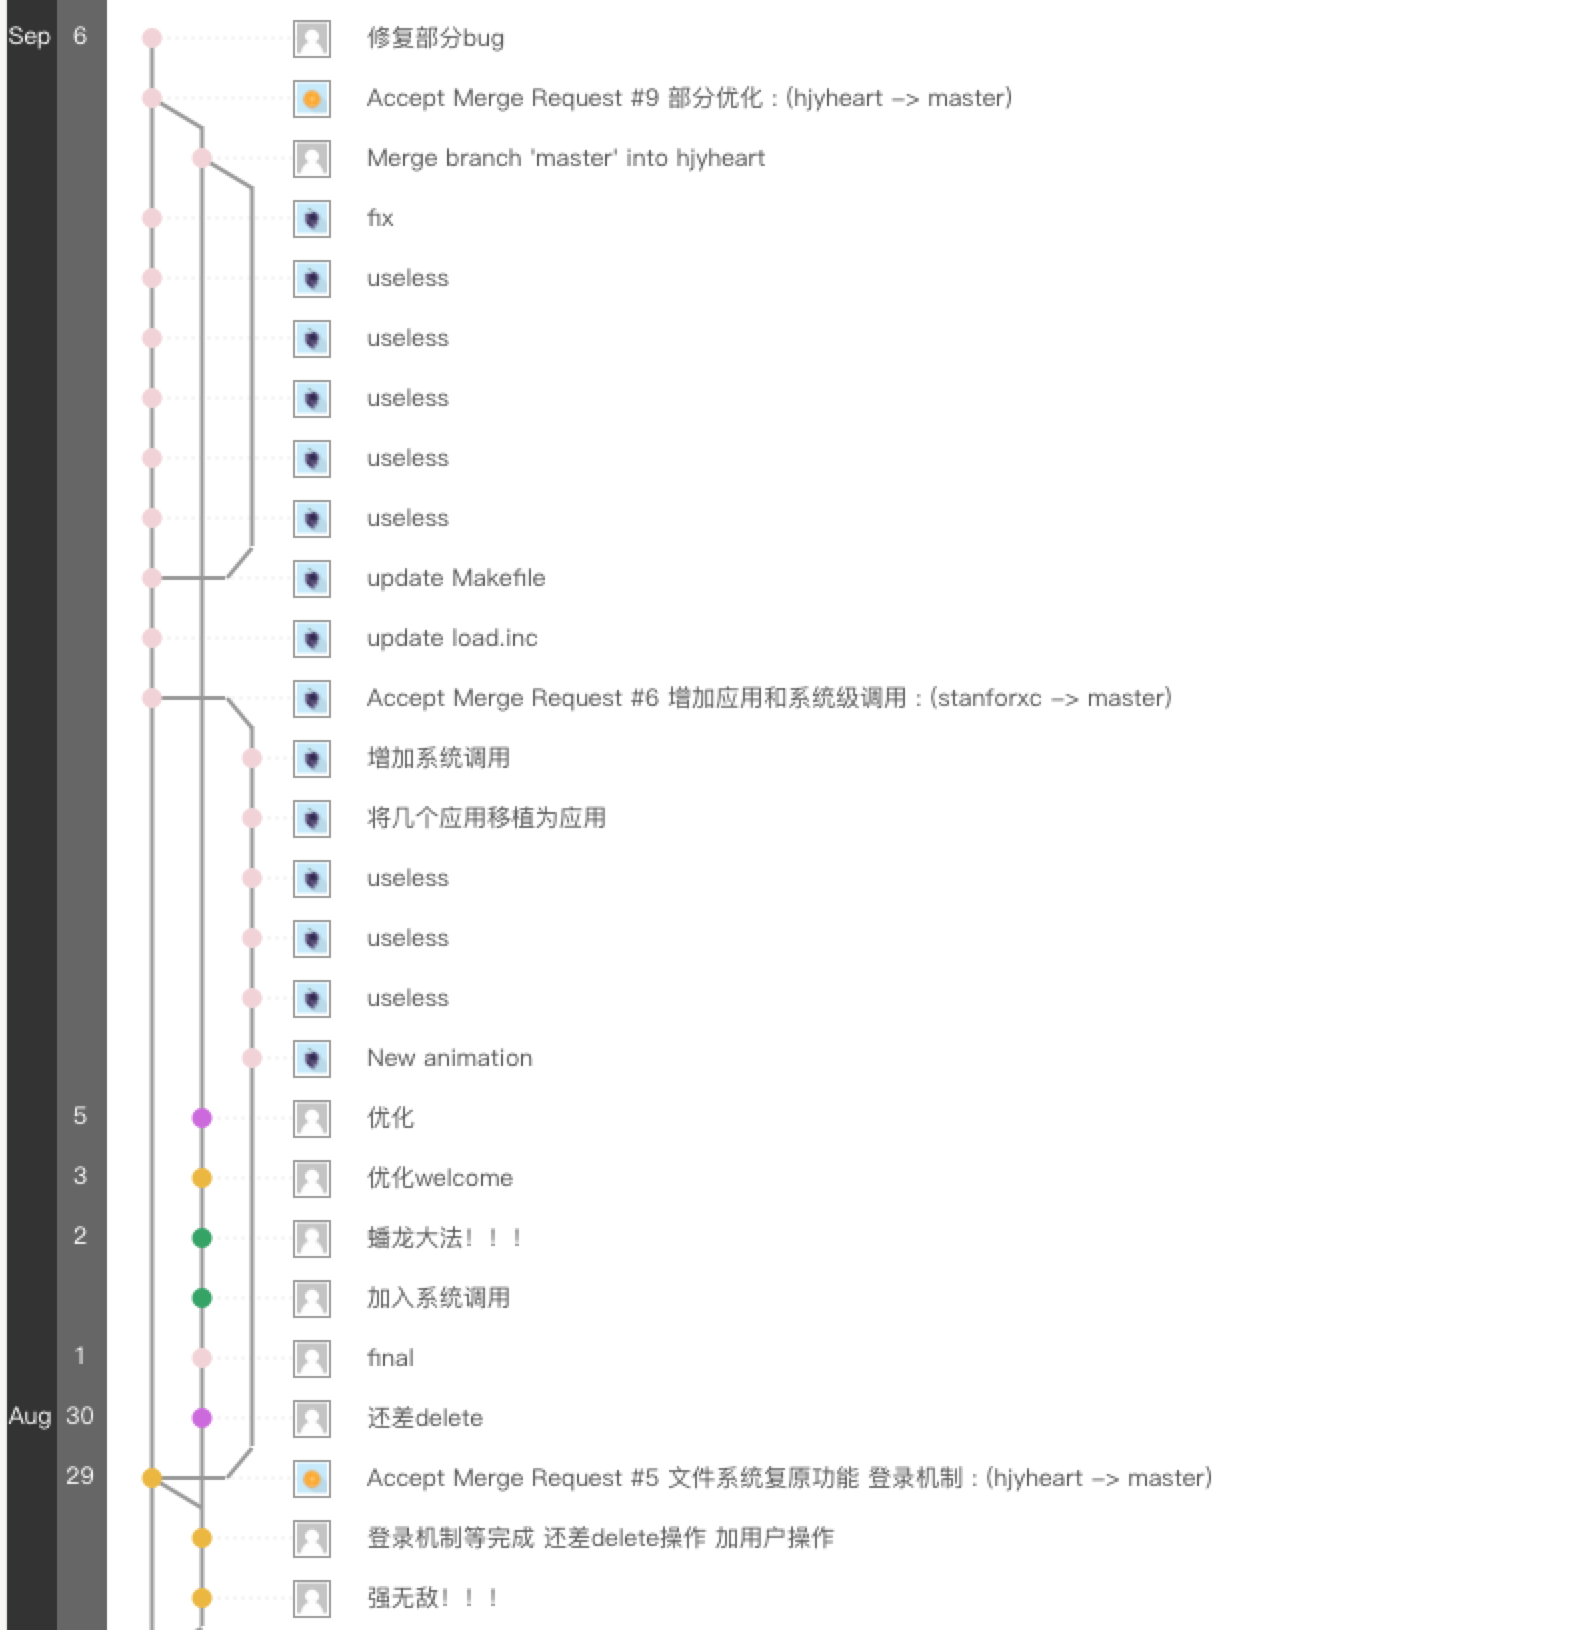 Sep 6 修复部分bug
Accept Merge Request #9 部分优化 : (hjyheart -> master)
Merge branch 'master' into hjyheart
fix
useless
useless
useless
useless
useless
update Makefile
update load.inc
Accept Merge Request #6 增加应用和系统级调用 : (stanforxc -> master)
增加系统调用
将几个应用移植为应用
useless
useless
useless
New animation
5 优化
3 优化welcome
2 蟠龙大法！！！
加入系统调用
1 final
Aug 30 还差delete
29 Accept Merge Request #5 文件系统复原功能 登录机制 : (hjyheart -> master)
登录机制等完成 还差delete操作 加用户操作
强无敌！！！